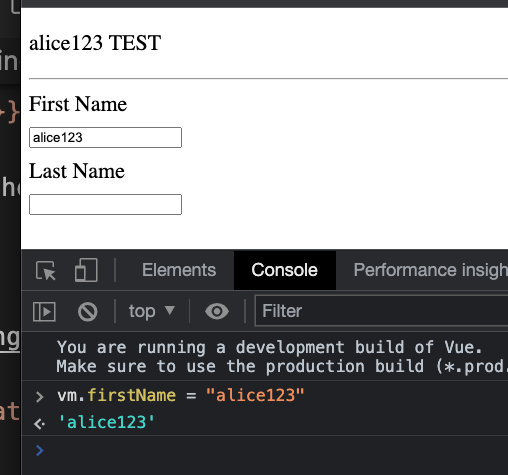 alice123 TEST
First Name
alice123
Last Name
Elements Console Performance insigh
top ▼ Filter
You are running a development build of Vue.
Make sure to use the production build (*.prod.
> vm.firstName = "alice123"
<· 'alice123'
>
in
}
he
ng
at